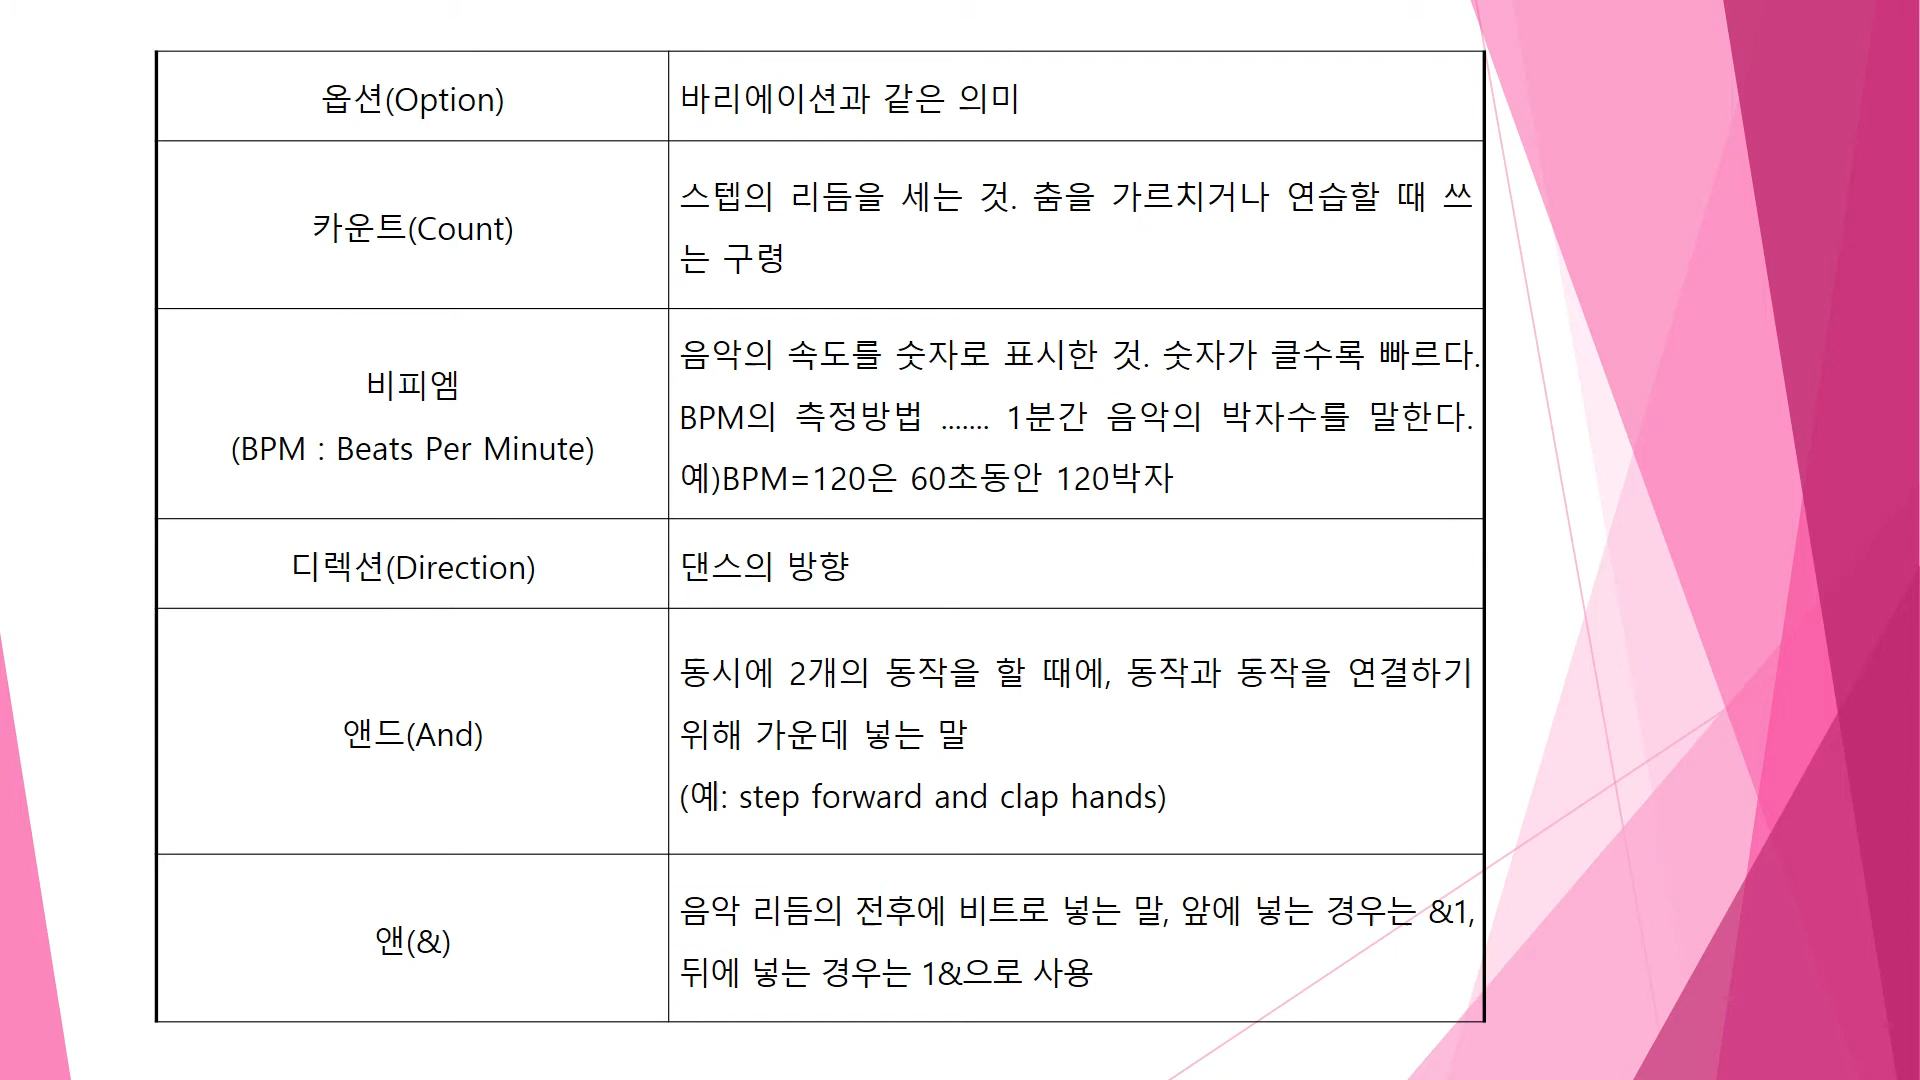 옵션(Option)
바리에이션과 같은 의미
카운트(Count)
스텝의 리듬을 세는 것. 춤을 가르치거나 연습할 때 쓰
는 구령
비피엠
(BPM : Beats Per Minute)
음악의 속도를 숫자로 표시한 것. 숫자가 클수록 빠르다.
BPM의 측정방법 ....... 1분간 음악의 박자수를 말한다.
예)BPM=120은 60초동안 120박자
디렉션(Direction)
댄스의 방향
앤드(And)
동시에 2개의 동작을 할 때에, 동작과 동작을 연결하기
위해 가운데 넣는 말
(예: step forward and clap hands)
앤(&)
음악 리듬의 전후에 비트로 넣는 말, 앞에 넣는 경우는 &1,
뒤에 넣는 경우는 1&으로 사용